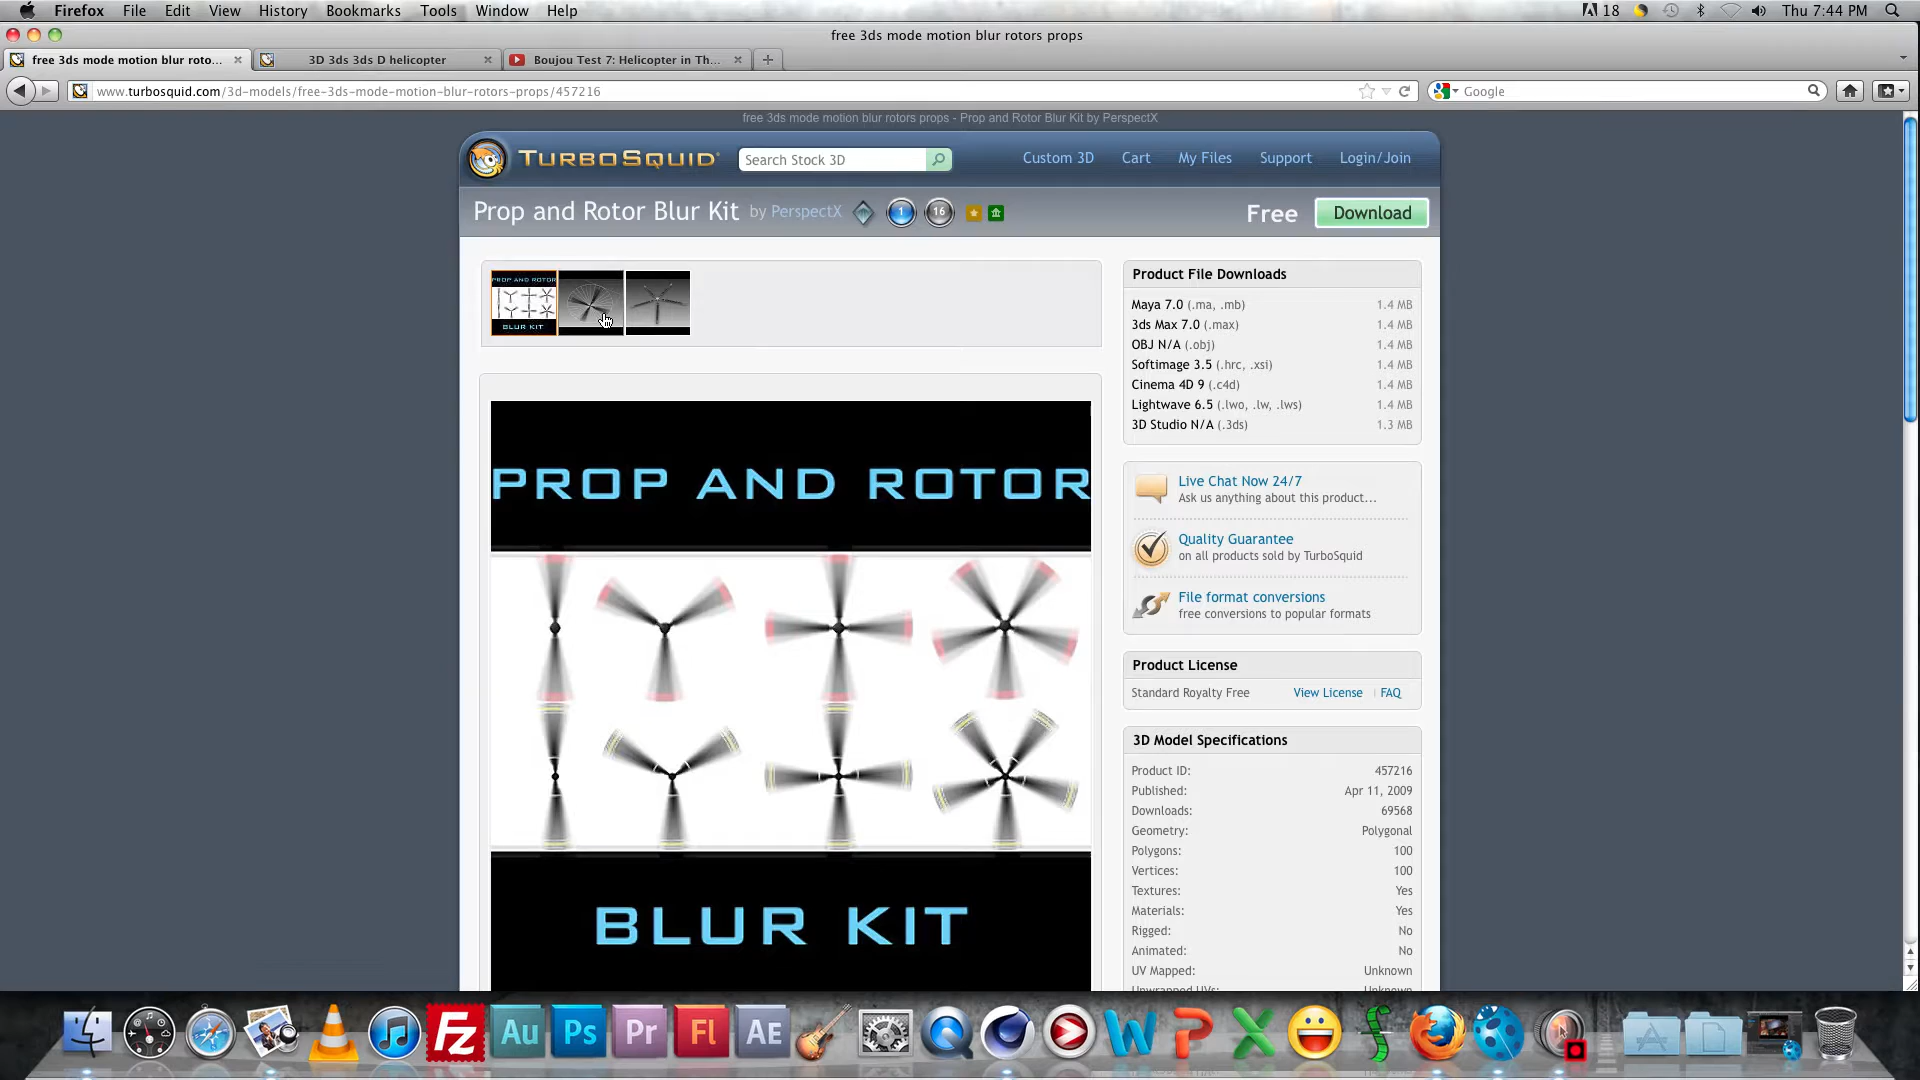 Firefox File Edit View History Bookmarks Tools Window Help
18 Thu 7:44 PM
free 3ds mode motion blur rotors props
free 3ds mode motion blur roto...
3D 3ds 3ds D helicopter
Boujou Test 7: Helicopter in Th...
www.turbosquid.com/3d-models/free-3ds-mode-motion-blur-rotors-props/457216
Google
free 3ds mode motion blur rotors props - Prop and Rotor Blur Kit by PerspectX
TURBOSQUID
Search Stock 3D
Custom 3D Cart My Files Support Login/Join
Prop and Rotor Blur Kit by PerspectX 1 16
Free Download
PROP AND ROTOR
BLUR KIT
PROP AND ROTOR
BLUR KIT
Product File Downloads
Maya 7.0 (.ma, .mb) 1.4 MB
3ds Max 7.0 (.max) 1.4 MB
OBJ N/A (.obj) 1.4 MB
Softimage 3.5 (.hrc, .xsi) 1.4 MB
Cinema 4D 9 (.c4d) 1.4 MB
Lightwave 6.5 (.lwo, .lw, .lws) 1.4 MB
3D Studio N/A (.3ds) 1.3 MB
Live Chat Now 24/7
Ask us anything about this product...
Quality Guarantee
on all products sold by TurboSquid
File format conversions
free conversions to popular formats
Product License
Standard Royalty Free View License FAQ
3D Model Specifications
Product ID: 457216
Published: Apr 11, 2009
Downloads: 69568
Geometry: Polygonal
Polygons: 100
Vertices: 100
Textures: Yes
Materials: Yes
Rigged: No
Animated: No
UV Mapped: Unknown
Unwrapped UVs: Unknown
Fz Au Ps Pr Fl AE W P X